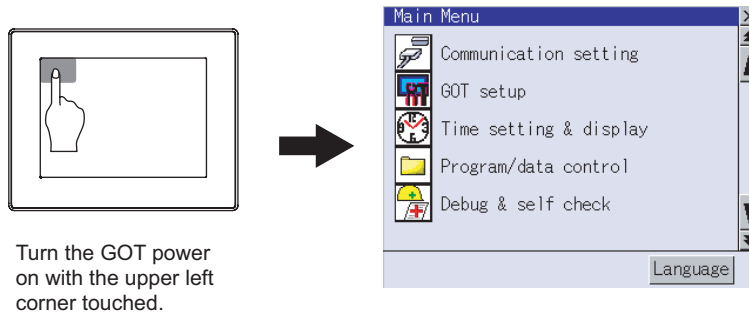 Turn the GOT power
on with the upper left
corner touched.
Main Menu
Communication setting
GOT setup
Time setting & display
Program/data control
Debug & self check
Language